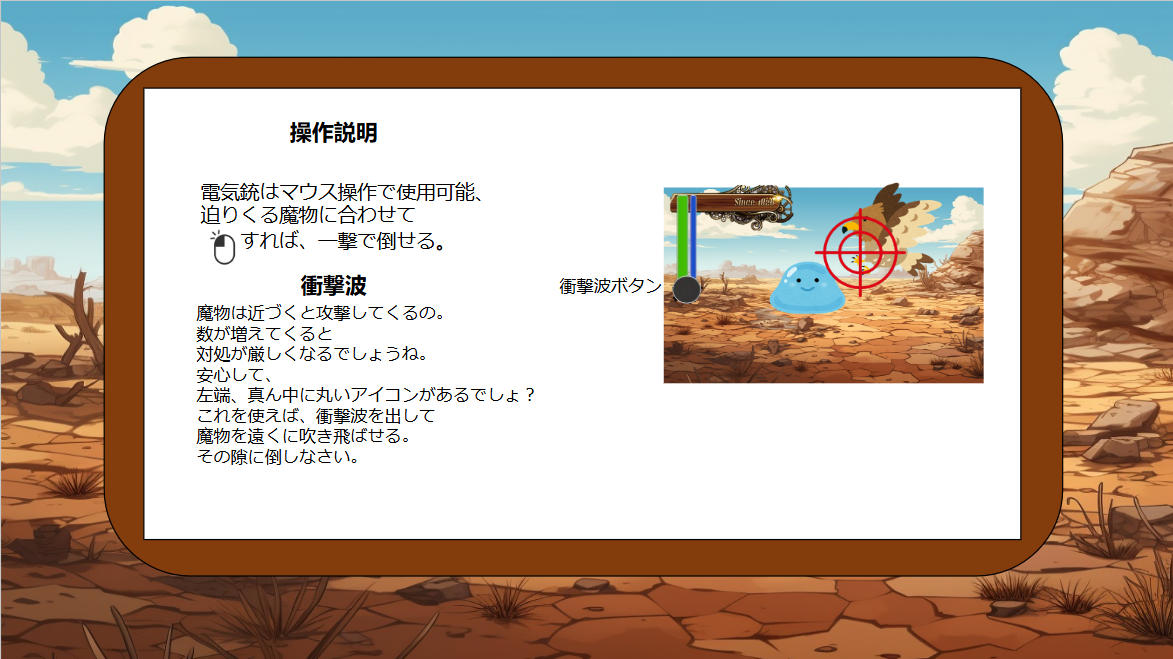 操作説明
電気銃はマウス操作で使用可能、
迫りくる魔物に合わせて
すれば、一撃で倒せる。
衝撃波
魔物は近づくと攻撃してくるの。
数が増えてくると
対処が厳しくなるでしょうね。
安心して、
左端、真ん中に丸いアイコンがあるでしょ？
これを使えば、衝撃波を出して
魔物を遠くに吹き飛ばせる。
その隙に倒しなさい。
衝撃波ボタン
Since